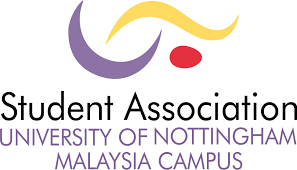 Student Association
UNIVERSITY OF NOTTINGHAM
MALAYSIA CAMPUS